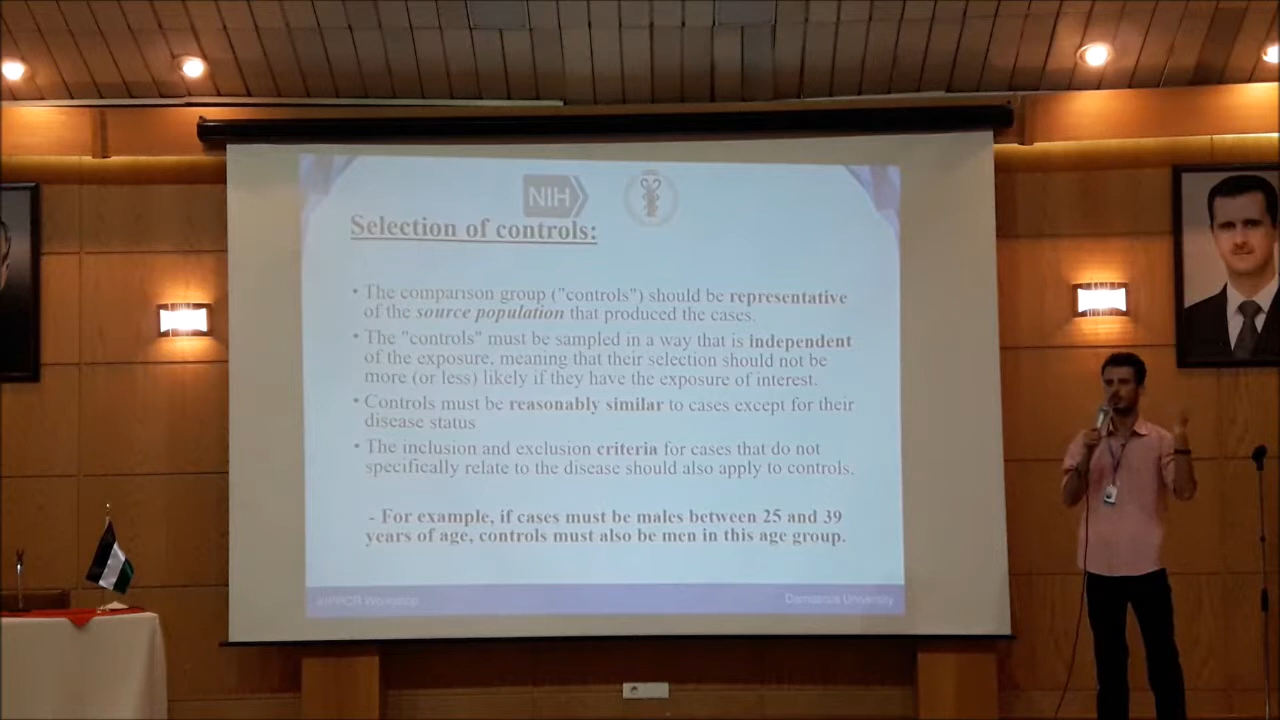 NIH
Selection of controls:
• The comparison group ("controls") should be representative
of the source population that produced the cases.
• The "controls" must be sampled in a way that is independent
of the exposure, meaning that their selection should not be
more (or less) likely if they have the exposure of interest.
• Controls must be reasonably similar to cases except for their
disease status
• The inclusion and exclusion criteria for cases that do not
specifically relate to the disease should also apply to controls.
- For example, if cases must be males between 25 and 39
years of age, controls must also be men in this age group.
IPPCR Workshop
Damascus University